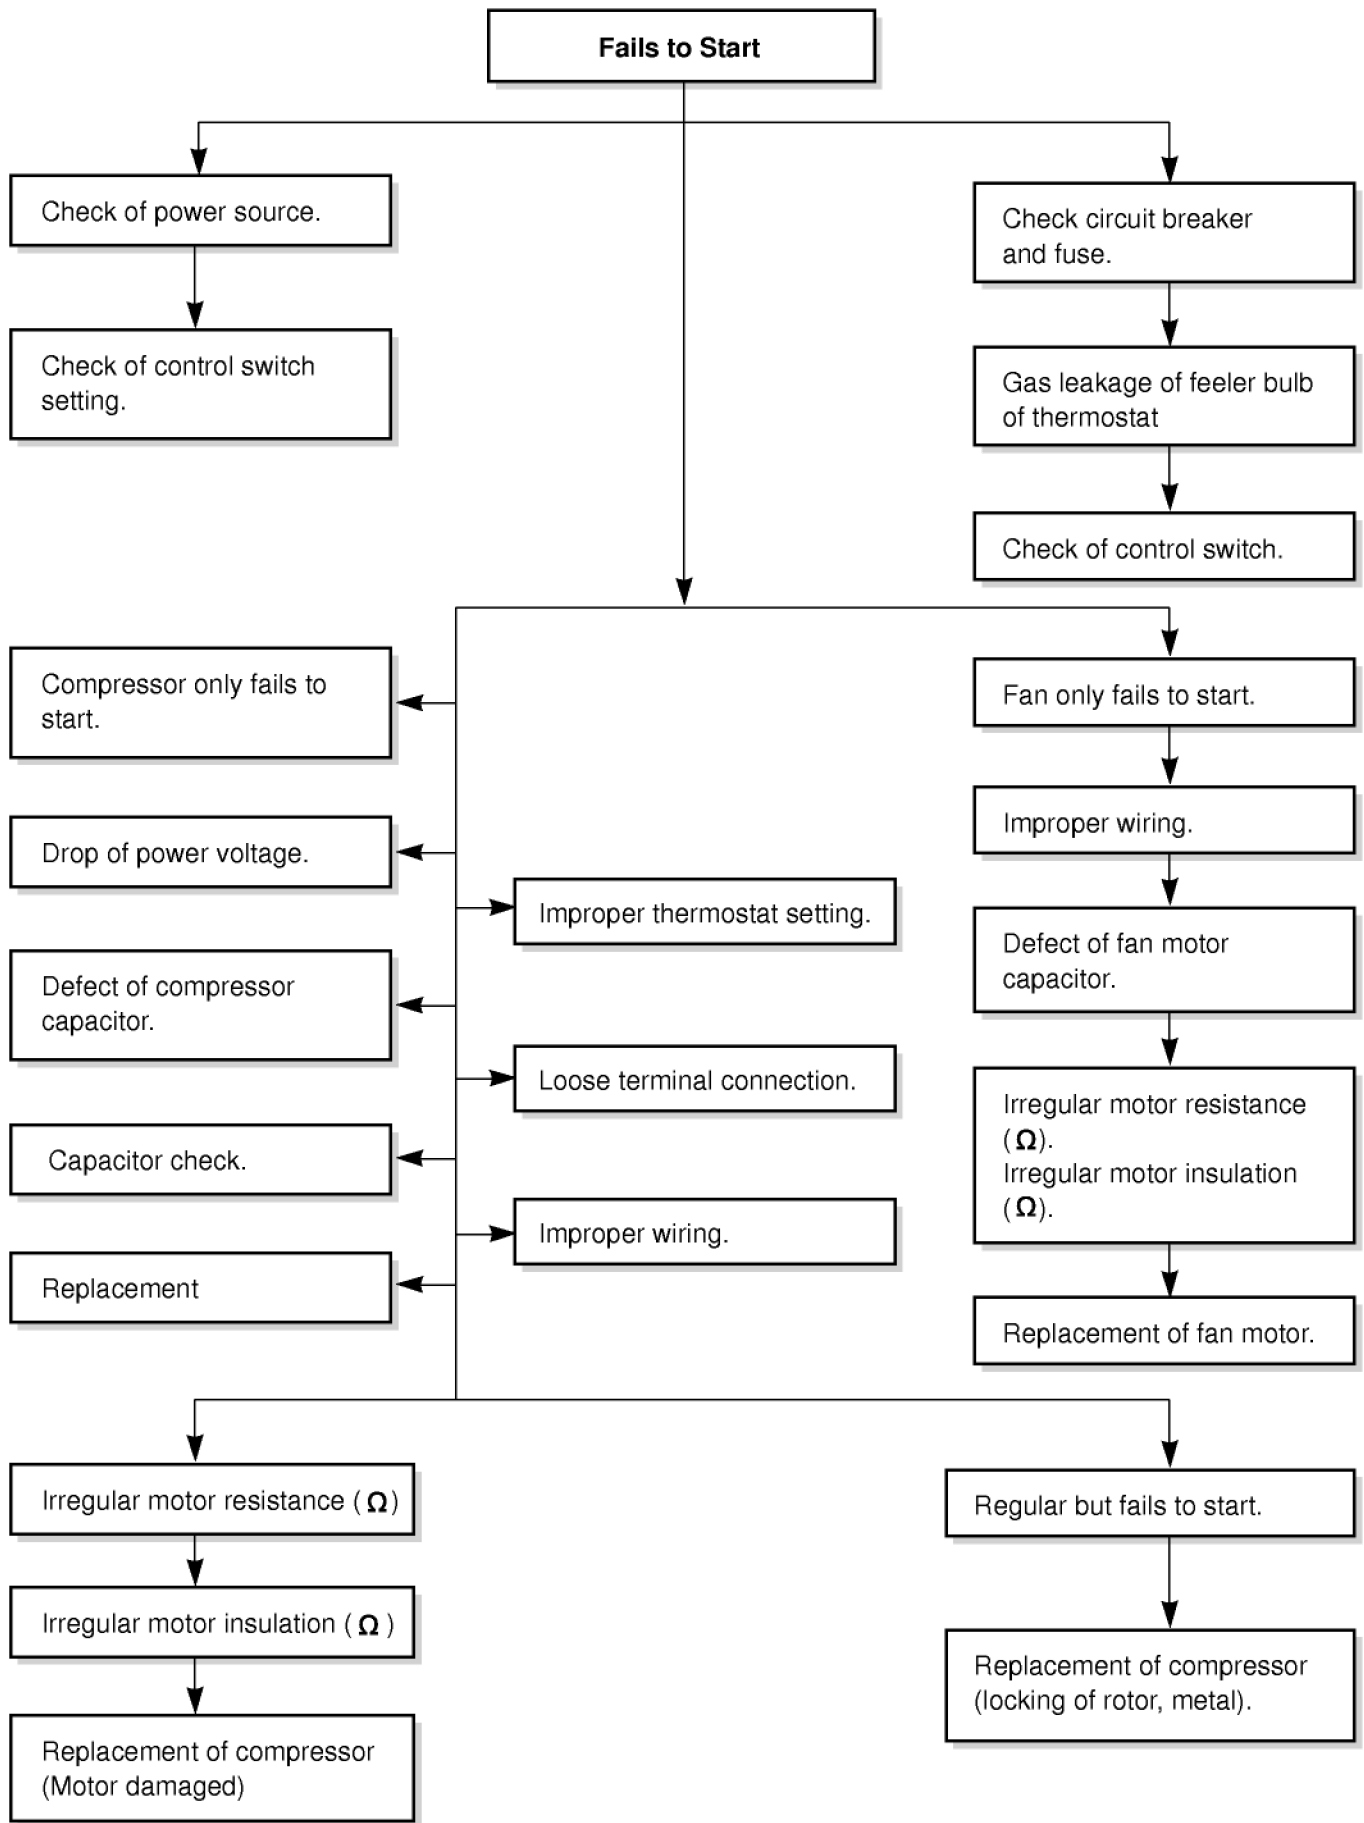 Fails to Start
Check of power source.
Check of control switch
setting.
Check circuit breaker
and fuse.
Gas leakage of feeler bulb
of thermostat
Check of control switch.
Compressor only fails to
start.
Drop of power voltage.
Defect of compressor
capacitor.
Capacitor check.
Replacement
Improper thermostat setting.
Loose terminal connection.
Improper wiring.
Fan only fails to start.
Improper wiring.
Defect of fan motor
capacitor.
Irregular motor resistance
( Ω).
Irregular motor insulation
( Ω).
Replacement of fan motor.
Irregular motor resistance ( Ω)
Irregular motor insulation ( Ω )
Replacement of compressor
(Motor damaged)
Regular but fails to start.
Replacement of compressor
(locking of rotor, metal).